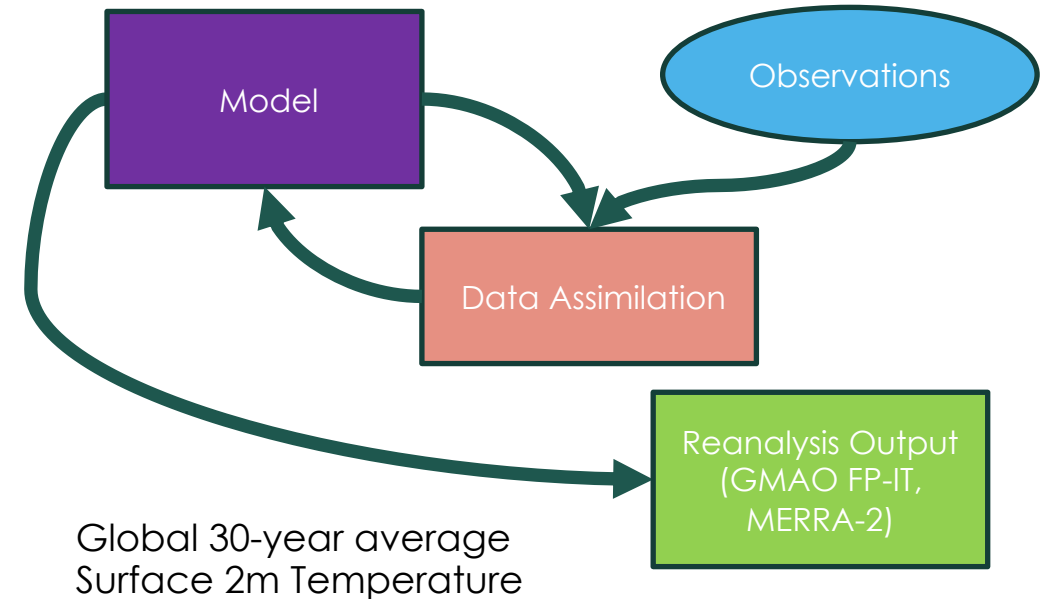 Model
Observations
Data Assimilation
Reanalysis Output
(GMAO FP-IT,
MERRA-2)
Global 30-year average
Surface 2m Temperature